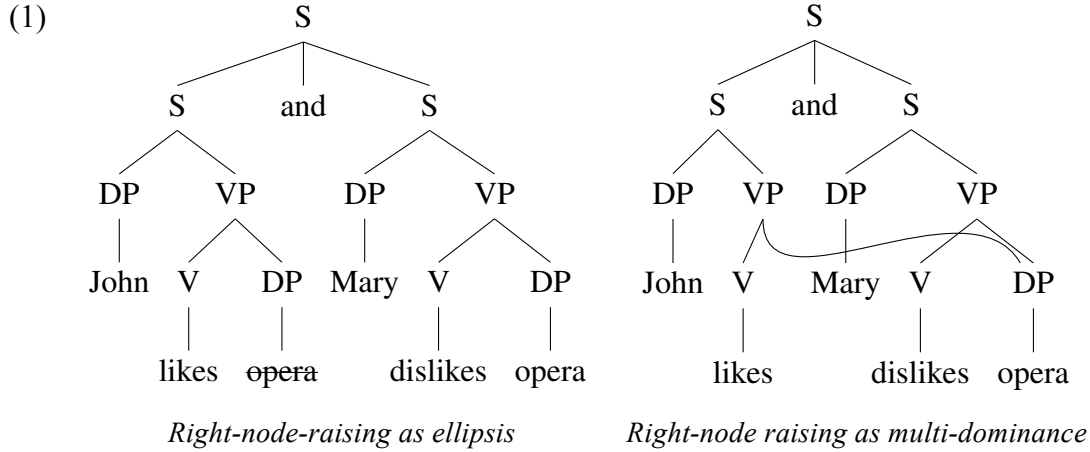 (1) S S
S and S S and S
DP VP DP VP DP VP DP VP
John V DP Mary V DP John V Mary V DP
likes opera dislikes opera likes dislikes opera
Right-node-raising as ellipsis Right-node raising as multi-dominance